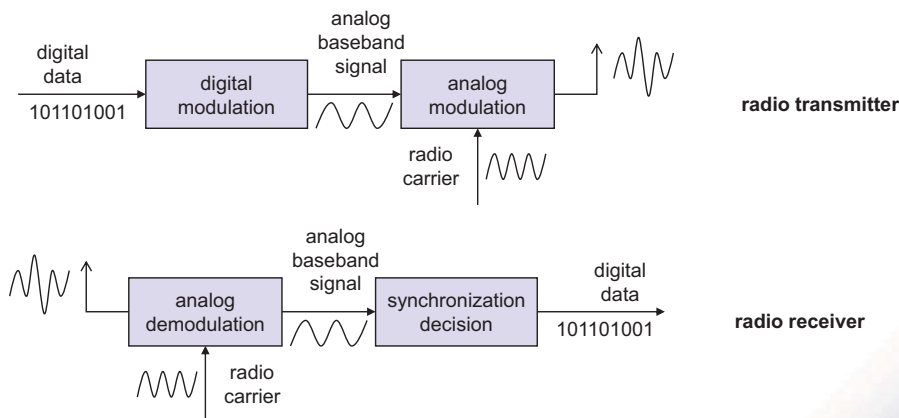 digital
data
101101001
digital
modulation
analog
baseband
signal
analog
modulation
radio
carrier
radio transmitter
analog
demodulation
radio
carrier
analog
baseband
signal
synchronization
decision
digital
data
101101001
radio receiver